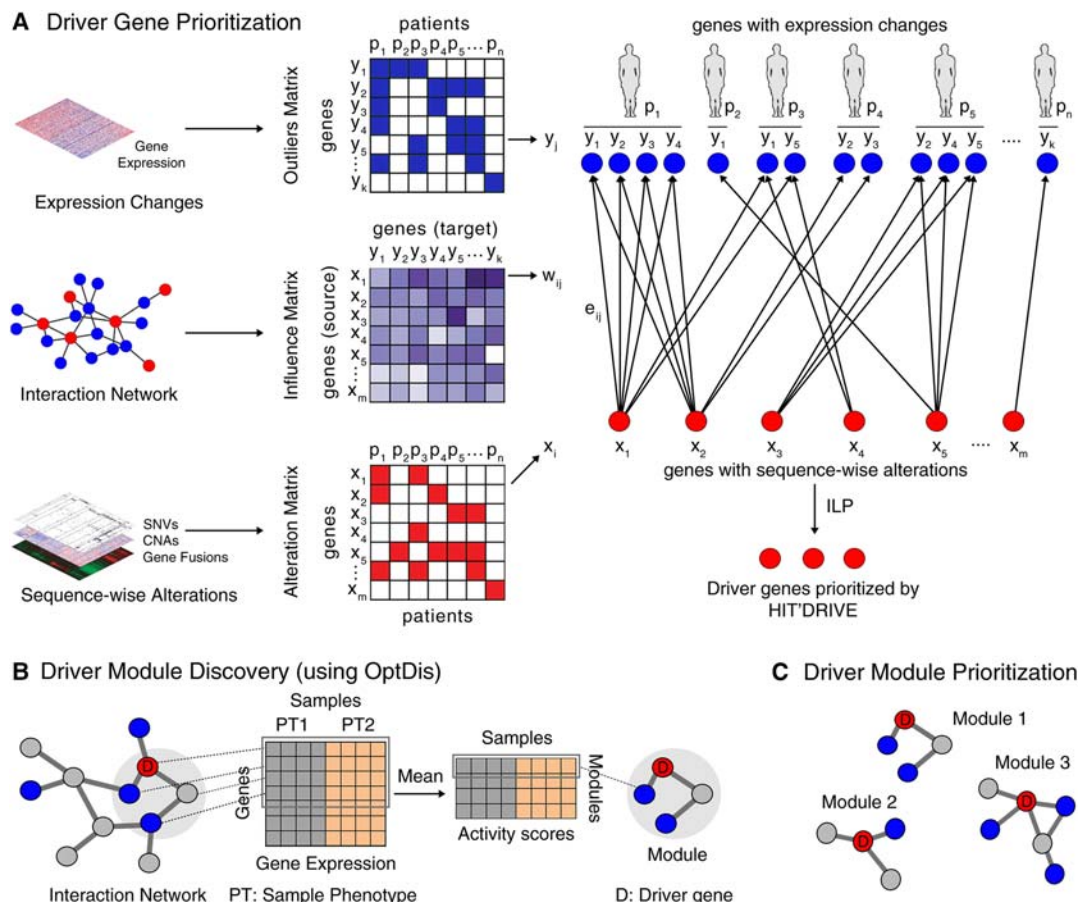 A Driver Gene Prioritization
patients
p1 p2 p3 p4 p5 ... pn
Outliers Matrix
genes
y1
y2
y3
y4
y5
⋮
yk
Gene
Expression
Expression Changes
yj
genes with expression changes
p1 p2 p3 p4 p5 pn
y1 y2 y3 y4 y1 y1 y5 y2 y3 y2 y4 y5 .... yk
genes (target)
y1 y2 y3 y4 y5 ... yk
Influence Matrix
genes (source)
x1
x2
x3
x4
x5
⋮
xm
wij
eij
Interaction Network
x1 x2 x3 x4 x5 .... xm
genes with sequence-wise alterations
ILP
Driver genes prioritized by
HIT'DRIVE
p1 p2 p3 p4 p5 ... pn
Alteration Matrix
genes
x1
x2
x3
x4
x5
⋮
xm
xi
patients
SNVs
CNAs
Gene Fusions
Sequence-wise Alterations
B Driver Module Discovery (using OptDis)
Samples
PT1 PT2
D
Genes
Gene Expression
Interaction Network
PT: Sample Phenotype
Mean
Samples
Modules
Activity scores
D
Module
D: Driver gene
C Driver Module Prioritization
D
Module 1
Module 3
D
Module 2
D